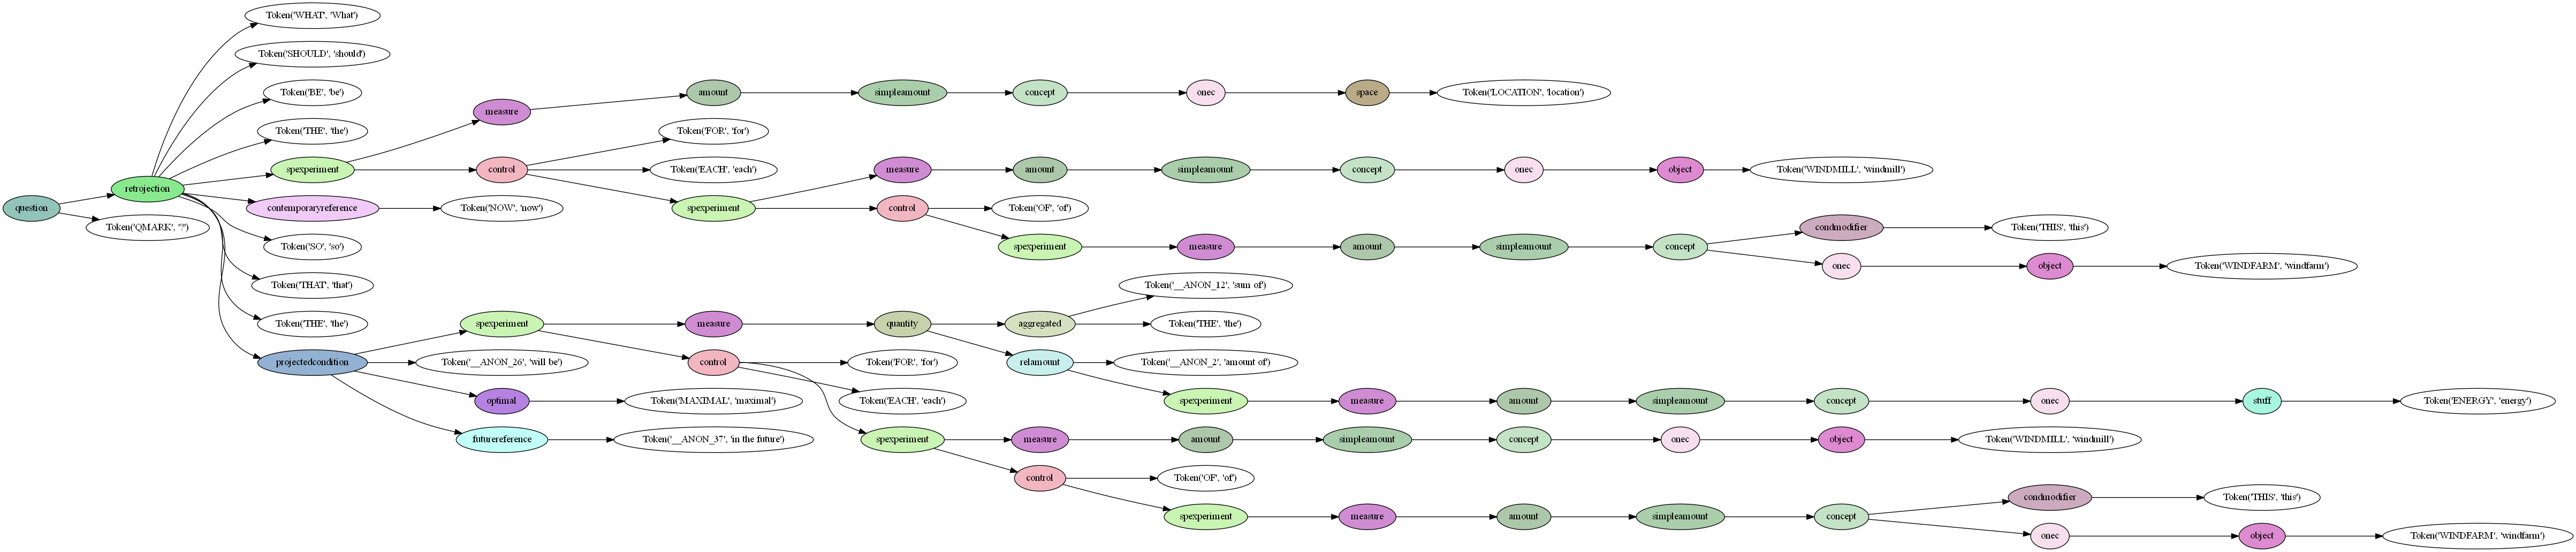 Token('WHAT', 'What')
Token('SHOULD', 'should')
Token('BE', 'be')
amount simpleamount concept onec space Token('LOCATION', 'location')
measure
Token('THE', 'the') Token('FOR', 'for')
spexperiment control Token('EACH', 'each') measure amount simpleamount concept onec object Token('WINDMILL', 'windmill')
retrojection
question contemporaryreference Token('NOW', 'now') spexperiment control Token('OF', 'of')
Token('QMARK', '?') condmodifier Token('THIS', 'this')
Token('SO', 'so') spexperiment measure amount simpleamount concept
onec object Token('WINDFARM', 'windfarm')
Token('THAT', 'that') Token('__ANON_12', 'sum of')
Token('THE', 'the') spexperiment measure quantity aggregated Token('THE', 'the')
projectedcondition Token('__ANON_26', 'will be') control Token('FOR', 'for') relamount Token('__ANON_2', 'amount of')
optimal Token('MAXIMAL', 'maximal') Token('EACH', 'each') spexperiment measure amount simpleamount concept onec stuff Token('ENERGY', 'energy')
futurereference Token('__ANON_37', 'in the future') spexperiment measure amount simpleamount concept onec object Token('WINDMILL', 'windmill')
control Token('OF', 'of')
condmodifier Token('THIS', 'this')
spexperiment measure amount simpleamount concept
onec object Token('WINDFARM', 'windfarm')